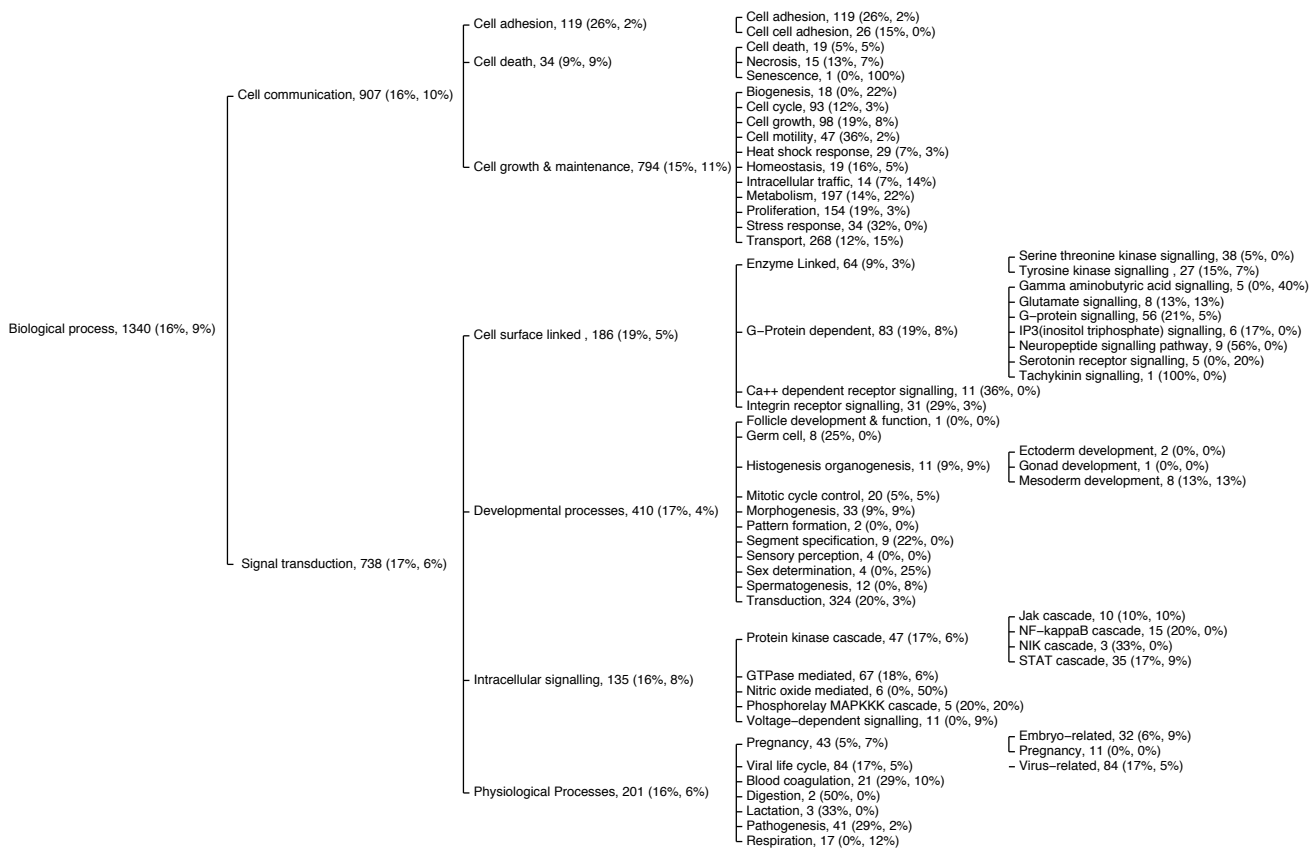 Biological process, 1340 (16%, 9%)
Cell communication, 907 (16%, 10%)
Cell adhesion, 119 (26%, 2%)
Cell adhesion, 119 (26%, 2%)
Cell cell adhesion, 26 (15%, 0%)
Cell death, 34 (9%, 9%)
Cell death, 19 (5%, 5%)
Necrosis, 15 (13%, 7%)
Senescence, 1 (0%, 100%)
Cell growth & maintenance, 794 (15%, 11%)
Biogenesis, 18 (0%, 22%)
Cell cycle, 93 (12%, 3%)
Cell growth, 98 (19%, 8%)
Cell motility, 47 (36%, 2%)
Heat shock response, 29 (7%, 3%)
Homeostasis, 19 (16%, 5%)
Intracellular traffic, 14 (7%, 14%)
Metabolism, 197 (14%, 22%)
Proliferation, 154 (19%, 3%)
Stress response, 34 (32%, 0%)
Transport, 268 (12%, 15%)
Signal transduction, 738 (17%, 6%)
Cell surface linked , 186 (19%, 5%)
Enzyme Linked, 64 (9%, 3%)
Serine threonine kinase signalling, 38 (5%, 0%)
Tyrosine kinase signalling , 27 (15%, 7%)
G−Protein dependent, 83 (19%, 8%)
Gamma aminobutyric acid signalling, 5 (0%, 40%)
Glutamate signalling, 8 (13%, 13%)
G−protein signalling, 56 (21%, 5%)
IP3(inositol triphosphate) signalling, 6 (17%, 0%)
Neuropeptide signalling pathway, 9 (56%, 0%)
Serotonin receptor signalling, 5 (0%, 20%)
Tachykinin signalling, 1 (100%, 0%)
Ca++ dependent receptor signalling, 11 (36%, 0%)
Integrin receptor signalling, 31 (29%, 3%)
Developmental processes, 410 (17%, 4%)
Follicle development & function, 1 (0%, 0%)
Germ cell, 8 (25%, 0%)
Histogenesis organogenesis, 11 (9%, 9%)
Ectoderm development, 2 (0%, 0%)
Gonad development, 1 (0%, 0%)
Mesoderm development, 8 (13%, 13%)
Mitotic cycle control, 20 (5%, 5%)
Morphogenesis, 33 (9%, 9%)
Pattern formation, 2 (0%, 0%)
Segment specification, 9 (22%, 0%)
Sensory perception, 4 (0%, 0%)
Sex determination, 4 (0%, 25%)
Spermatogenesis, 12 (0%, 8%)
Transduction, 324 (20%, 3%)
Intracellular signalling, 135 (16%, 8%)
Protein kinase cascade, 47 (17%, 6%)
Jak cascade, 10 (10%, 10%)
NF−kappaB cascade, 15 (20%, 0%)
NIK cascade, 3 (33%, 0%)
STAT cascade, 35 (17%, 9%)
GTPase mediated, 67 (18%, 6%)
Nitric oxide mediated, 6 (0%, 50%)
Phosphorelay MAPKKK cascade, 5 (20%, 20%)
Voltage−dependent signalling, 11 (0%, 9%)
Physiological Processes, 201 (16%, 6%)
Pregnancy, 43 (5%, 7%)
Embryo−related, 32 (6%, 9%)
Pregnancy, 11 (0%, 0%)
Viral life cycle, 84 (17%, 5%)
Virus−related, 84 (17%, 5%)
Blood coagulation, 21 (29%, 10%)
Digestion, 2 (50%, 0%)
Lactation, 3 (33%, 0%)
Pathogenesis, 41 (29%, 2%)
Respiration, 17 (0%, 12%)